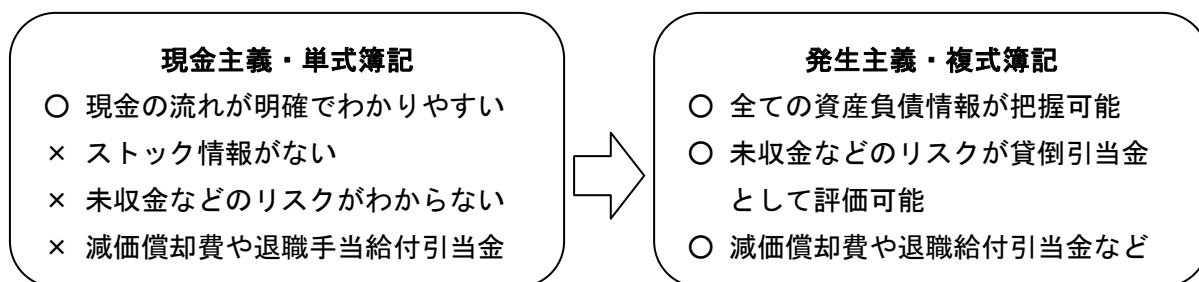 現金主義・単式簿記
〇 現金の流れが明確でわかりやすい
× ストック情報がない
× 未収金などのリスクがわからない
× 減価償却費や退職手当給付引当金
発生主義・複式簿記
〇 全ての資産負債情報が把握可能
〇 未収金などのリスクが貸倒引当金
として評価可能
〇 減価償却費や退職給付引当金など